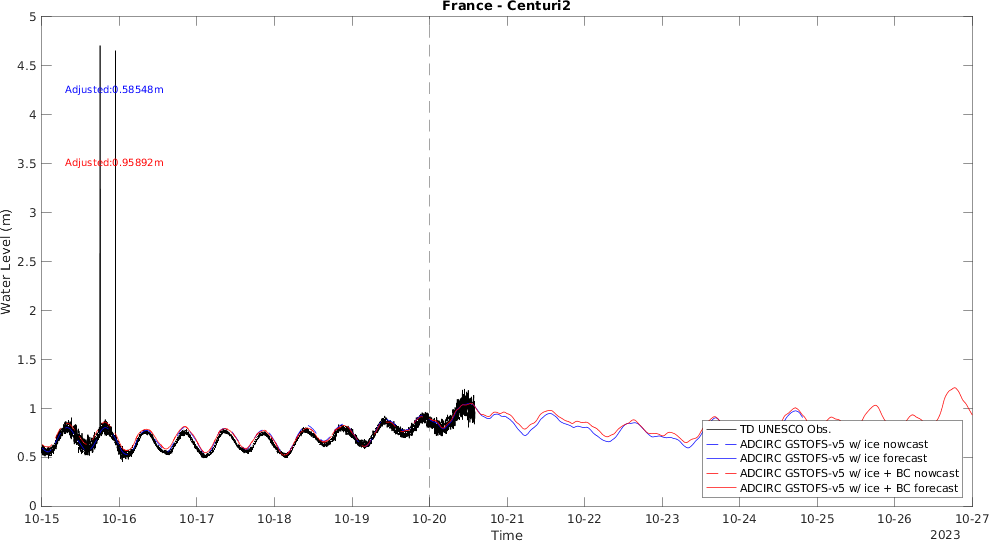 France - Centuri2
5
4.5
4
3.5
3
2.5
2
1.5
1
0.5
0
Water Level (m)
Adjusted:0.58548m
Adjusted:0.95892m
TD UNESCO Obs.
ADCIRC GSTOFS-v5 w/ ice nowcast
ADCIRC GSTOFS-v5 w/ ice forecast
ADCIRC GSTOFS-v5 w/ ice + BC nowcast
ADCIRC GSTOFS-v5 w/ ice + BC forecast
10-15 10-16 10-17 10-18 10-19 10-20 10-21 10-22 10-23 10-24 10-25 10-26 10-27
Time
2023